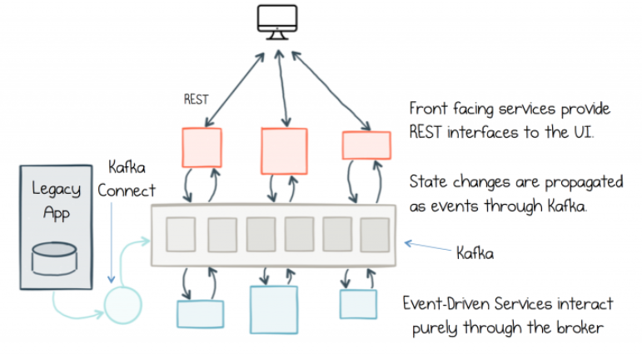 REST
Front facing services provide
REST interfaces to the UI.
Kafka
Connect
Legacy
App
State changes are propagated
as events through Kafka.
Kafka
Event-Driven Services interact
purely through the broker